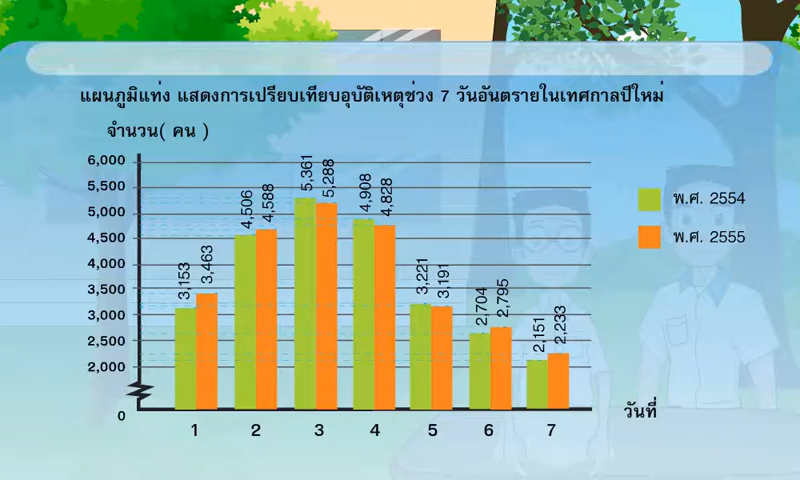 แผนภูมิแท่ง แสดงการเปรียบเทียบอุบัติเหตุช่วง 7 วันอันตรายในเทศกาลปีใหม่
จำนวน( คน )
6,000
5,500
5,000
4,500
4,000
3,500
3,000
2,500
2,000
0
3,153 3,463
4,506 4,588
5,361 5,288
4,908 4,828
3,221 3,191
2,704 2,795
2,151 2,233
1 2 3 4 5 6 7
วันที่
พ.ศ. 2554
พ.ศ. 2555